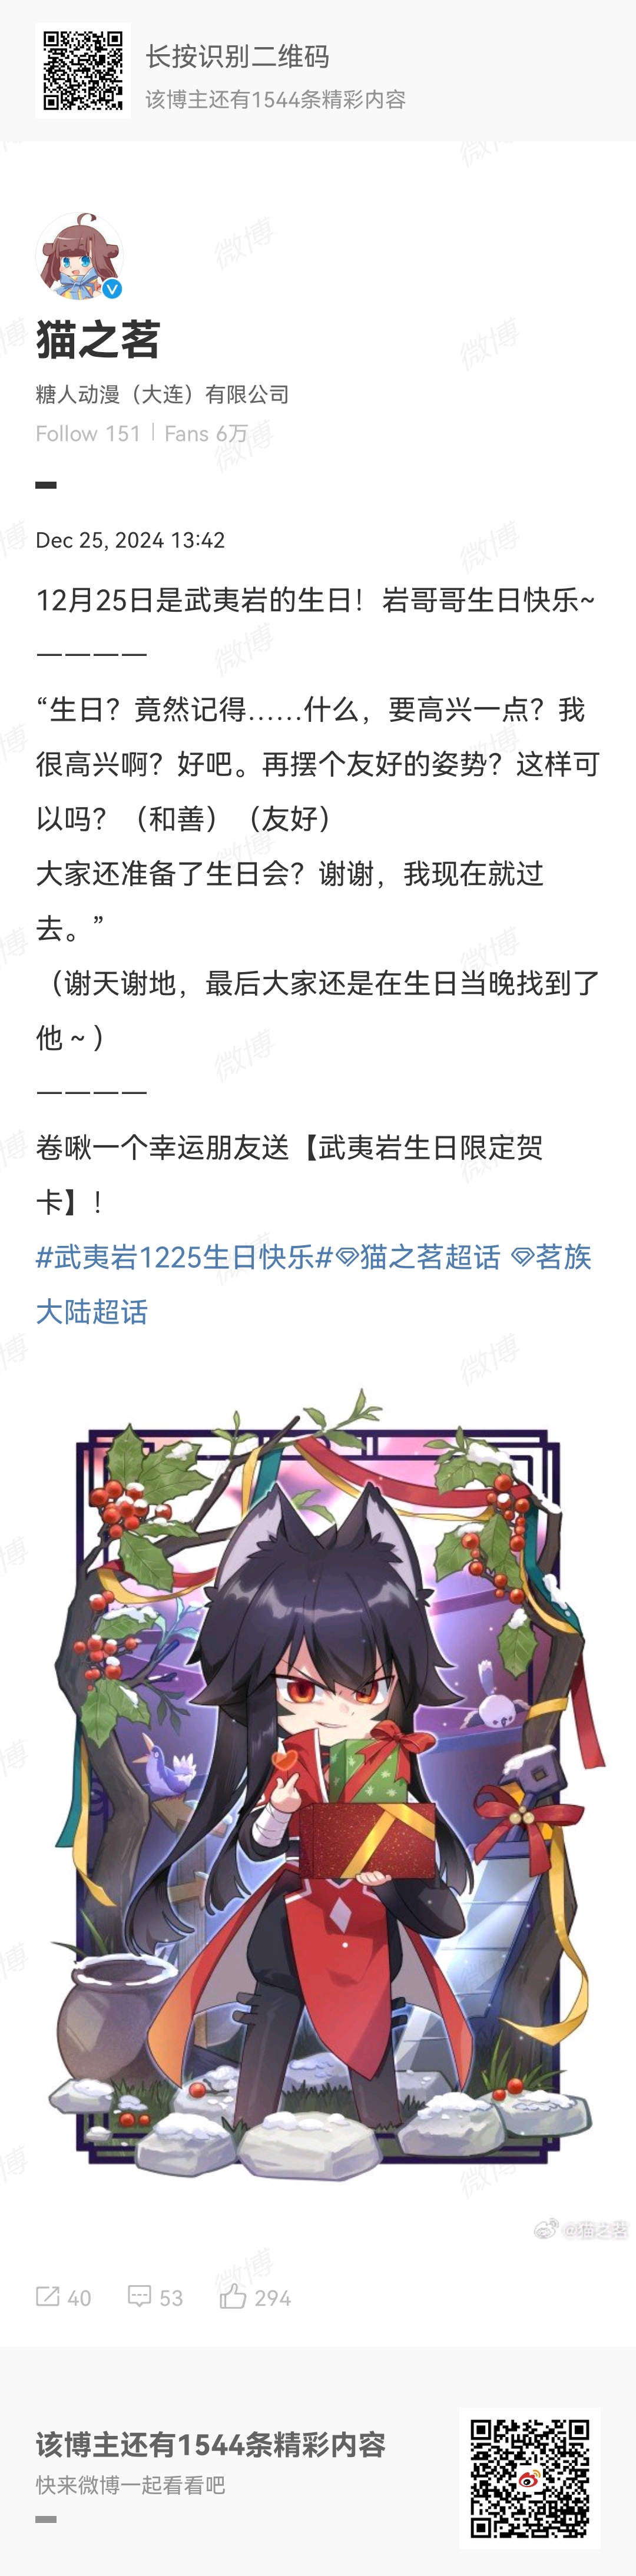 长按识别二维码
该博主还有1544条精彩内容
猫之茗
糖人动漫（大连）有限公司
Follow 151 | Fans 6万
Dec 25, 2024 13:42
12月25日是武夷岩的生日！岩哥哥生日快乐~
————
“生日？竟然记得……什么，要高兴一点？我
很高兴啊？好吧。再摆个友好的姿势？这样可
以吗？（和善）（友好）
大家还准备了生日会？谢谢，我现在就过
去。”
（谢天谢地，最后大家还是在生日当晚找到了
他～）
————
卷啾一个幸运朋友送【武夷岩生日限定贺
卡】！
#武夷岩1225生日快乐#猫之茗超话 茗族
大陆超话
@猫之茗
40 53 294
该博主还有1544条精彩内容
快来微博一起看看吧
微博